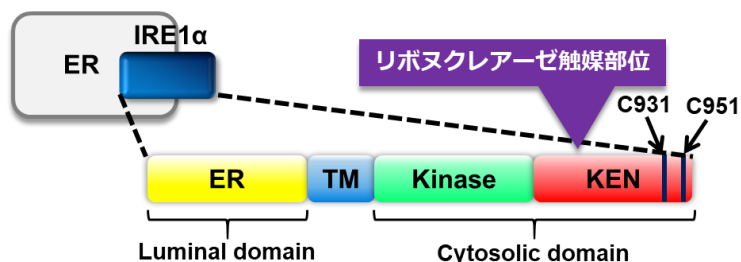 IRE1α
ER
リボヌクレアーゼ触媒部位
C931
C951
ER
TM
Kinase
KEN
Luminal domain
Cytosolic domain